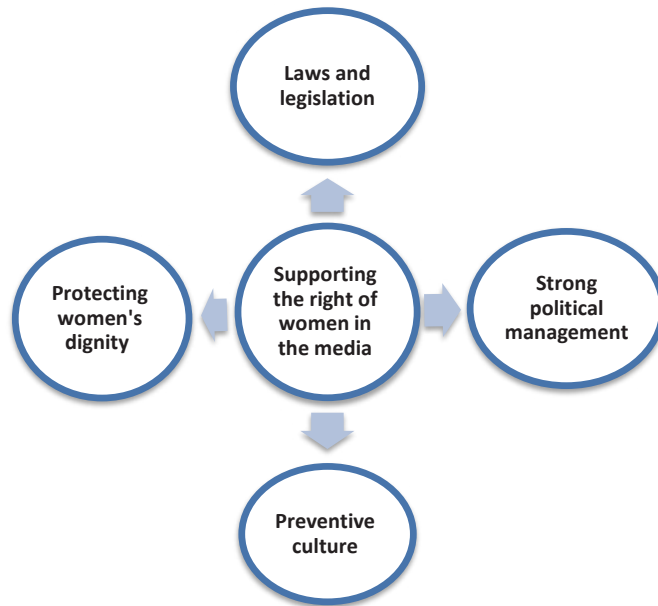 Laws and
legislation
Protecting
women's
dignity
Supporting
the right of
women in
the media
Strong
political
management
Preventive
culture